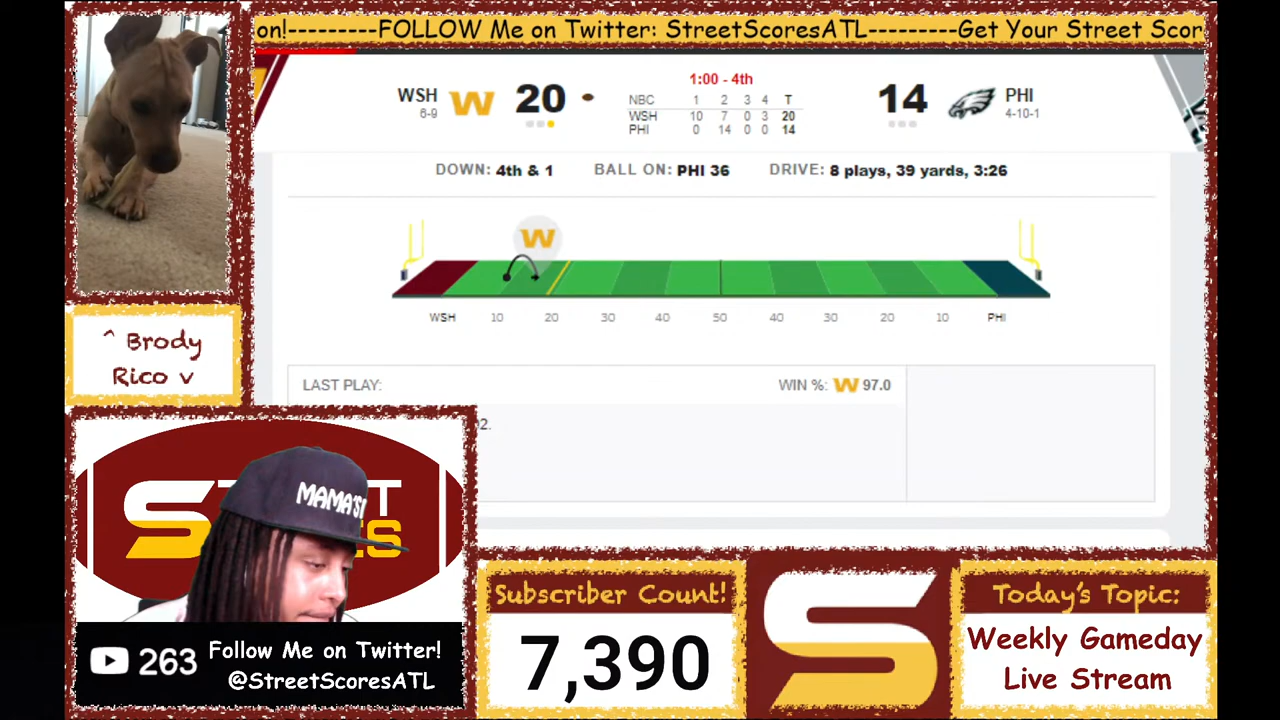 on!---------FOLLOW Me on Twitter: StreetScoresATL---------Get Your Street Scor
WSH
6-9
W
20
1:00 - 4th
NBC 1 2 3 4 T
WSH 10 7 0 3 20
PHI 0 14 0 0 14
14
PHI
4-10-1
DOWN: 4th & 1 BALL ON: PHI 36 DRIVE: 8 plays, 39 yards, 3:26
W
WSH 10 20 30 40 50 40 30 20 10 PHI
LAST PLAY: WIN %: W 97.0
02.
^ Brody
Rico v
MAMA'S
S
263
Follow Me on Twitter!
@StreetScoresATL
Subscriber Count!
7,390
S
Today's Topic:
Weekly Gameday
Live Stream